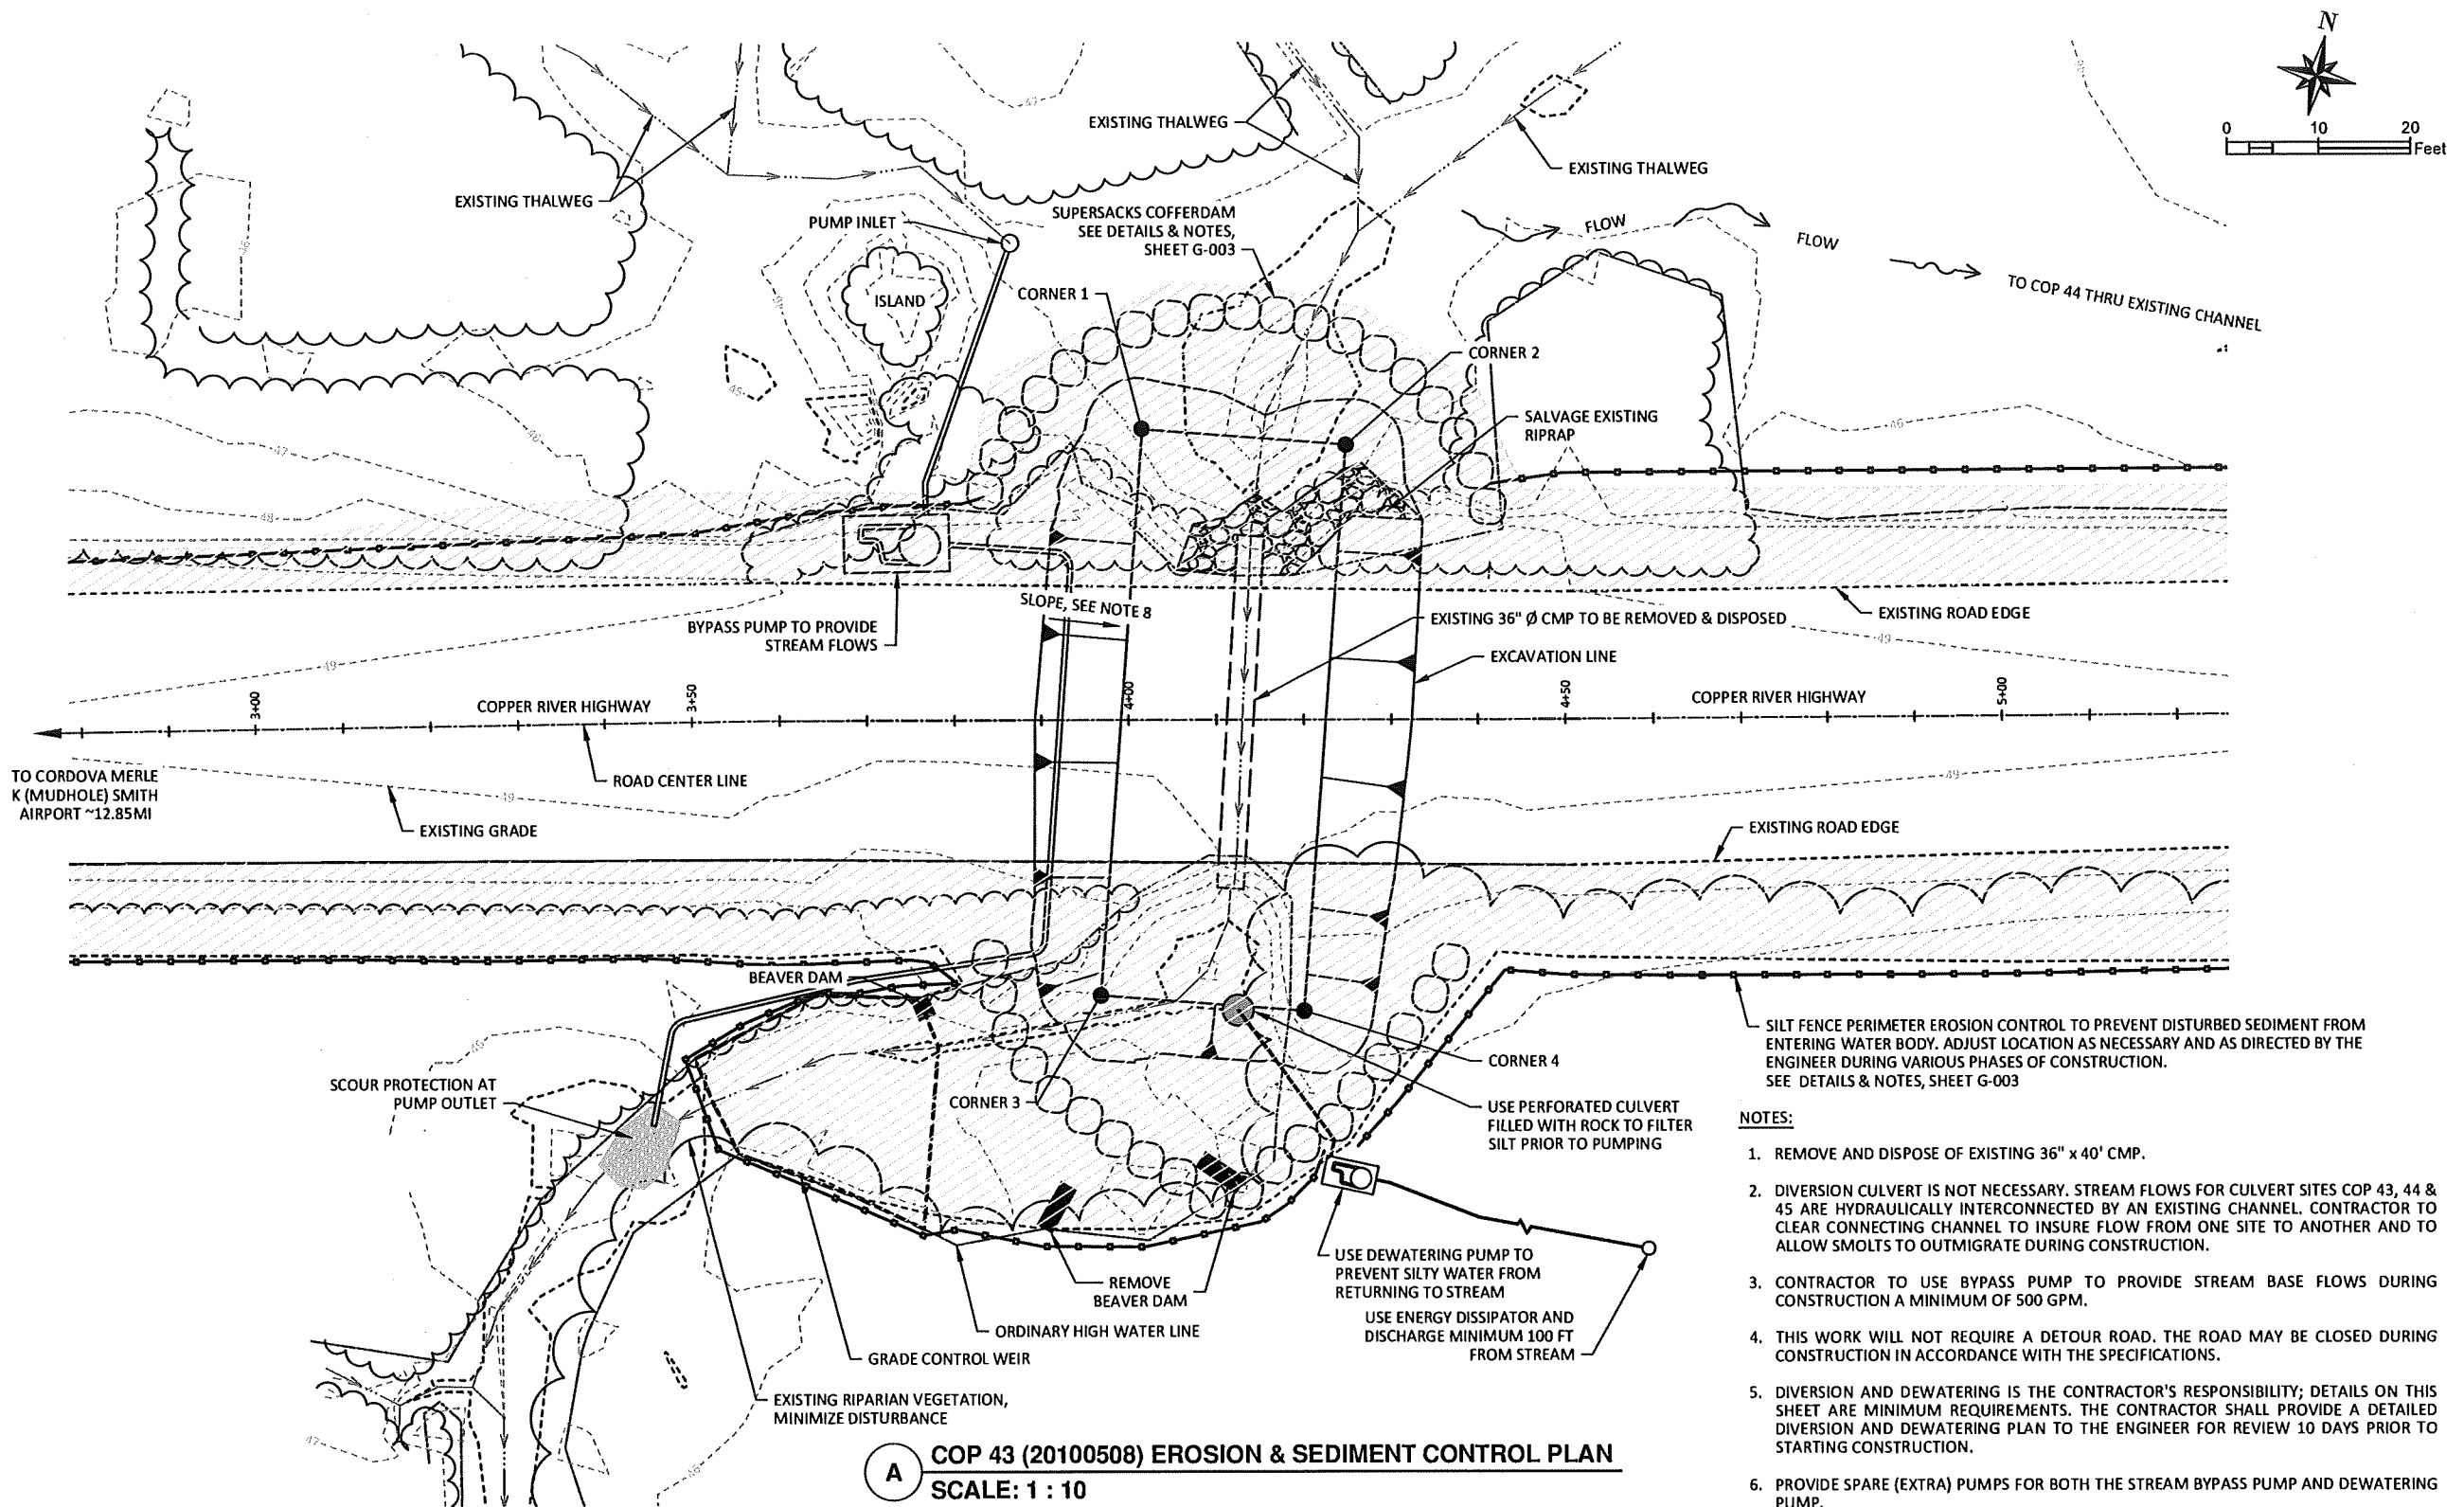 N
0 10 20
Feet
EXISTING THALWEG
EXISTING THALWEG
EXISTING THALWEG
PUMP INLET
SUPERSACKS COFFERDAM
SEE DETAILS & NOTES,
SHEET G-003
FLOW
FLOW
TO COP 44 THRU EXISTING CHANNEL
ISLAND
CORNER 1
CORNER 2
SALVAGE EXISTING
RIPRAP
47
46
45
46
47
46
48
46
SLOPE, SEE NOTE 8
BYPASS PUMP TO PROVIDE
STREAM FLOWS
EXISTING 36" Ø CMP TO BE REMOVED & DISPOSED
EXISTING ROAD EDGE
EXCAVATION LINE
49
49
3+00
COPPER RIVER HIGHWAY
3+50
4+00
4+50
COPPER RIVER HIGHWAY
5+00
TO CORDOVA MERLE
K (MUDHOLE) SMITH
AIRPORT ~12.85MI
ROAD CENTER LINE
49
49
EXISTING GRADE
EXISTING ROAD EDGE
BEAVER DAM
SILT FENCE PERIMETER EROSION CONTROL TO PREVENT DISTURBED SEDIMENT FROM
ENTERING WATER BODY. ADJUST LOCATION AS NECESSARY AND AS DIRECTED BY THE
ENGINEER DURING VARIOUS PHASES OF CONSTRUCTION.
SEE DETAILS & NOTES, SHEET G-003
SCOUR PROTECTION AT
PUMP OUTLET
CORNER 3
CORNER 4
USE PERFORATED CULVERT
FILLED WITH ROCK TO FILTER
SILT PRIOR TO PUMPING
REMOVE
BEAVER DAM
USE DEWATERING PUMP TO
PREVENT SILTY WATER FROM
RETURNING TO STREAM
USE ENERGY DISSIPATOR AND
DISCHARGE MINIMUM 100 FT
FROM STREAM
ORDINARY HIGH WATER LINE
GRADE CONTROL WEIR
EXISTING RIPARIAN VEGETATION,
MINIMIZE DISTURBANCE
47
46
NOTES:
1. REMOVE AND DISPOSE OF EXISTING 36" x 40' CMP.
2. DIVERSION CULVERT IS NOT NECESSARY. STREAM FLOWS FOR CULVERT SITES COP 43, 44 &
45 ARE HYDRAULICALLY INTERCONNECTED BY AN EXISTING CHANNEL. CONTRACTOR TO
CLEAR CONNECTING CHANNEL TO INSURE FLOW FROM ONE SITE TO ANOTHER AND TO
ALLOW SMOLTS TO OUTMIGRATE DURING CONSTRUCTION.
3. CONTRACTOR TO USE BYPASS PUMP TO PROVIDE STREAM BASE FLOWS DURING
CONSTRUCTION A MINIMUM OF 500 GPM.
4. THIS WORK WILL NOT REQUIRE A DETOUR ROAD. THE ROAD MAY BE CLOSED DURING
CONSTRUCTION IN ACCORDANCE WITH THE SPECIFICATIONS.
5. DIVERSION AND DEWATERING IS THE CONTRACTOR'S RESPONSIBILITY; DETAILS ON THIS
SHEET ARE MINIMUM REQUIREMENTS. THE CONTRACTOR SHALL PROVIDE A DETAILED
DIVERSION AND DEWATERING PLAN TO THE ENGINEER FOR REVIEW 10 DAYS PRIOR TO
STARTING CONSTRUCTION.
6. PROVIDE SPARE (EXTRA) PUMPS FOR BOTH THE STREAM BYPASS PUMP AND DEWATERING
PUMP.
A
COP 43 (20100508) EROSION & SEDIMENT CONTROL PLAN
SCALE: 1 : 10